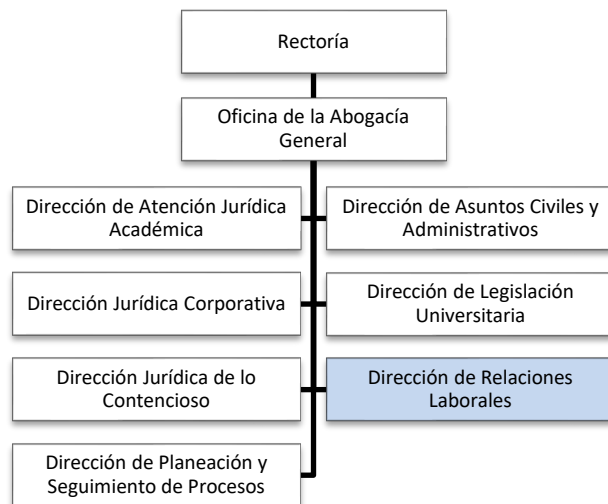 Rectoría
Oficina de la Abogacía
General
Dirección de Atención Jurídica
Académica
Dirección de Asuntos Civiles y
Administrativos
Dirección Jurídica Corporativa
Dirección de Legislación
Universitaria
Dirección Jurídica de lo
Contencioso
Dirección de Relaciones
Laborales
Dirección de Planeación y
Seguimiento de Procesos